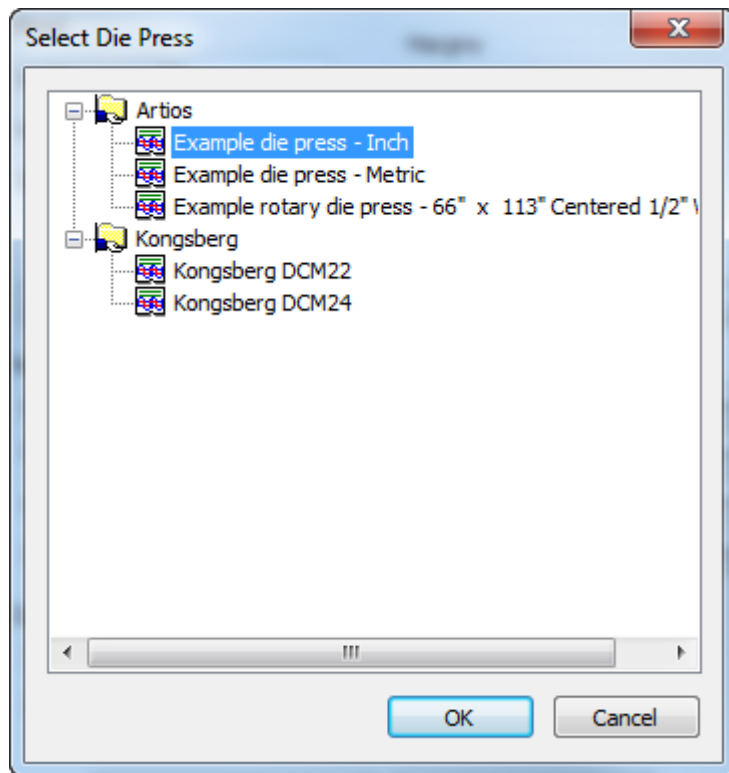 Select Die Press
Artios
Example die press - Inch
Example die press - Metric
Example rotary die press - 66" x 113" Centered 1/2"
Kongsberg
Kongsberg DCM22
Kongsberg DCM24
OK
Cancel